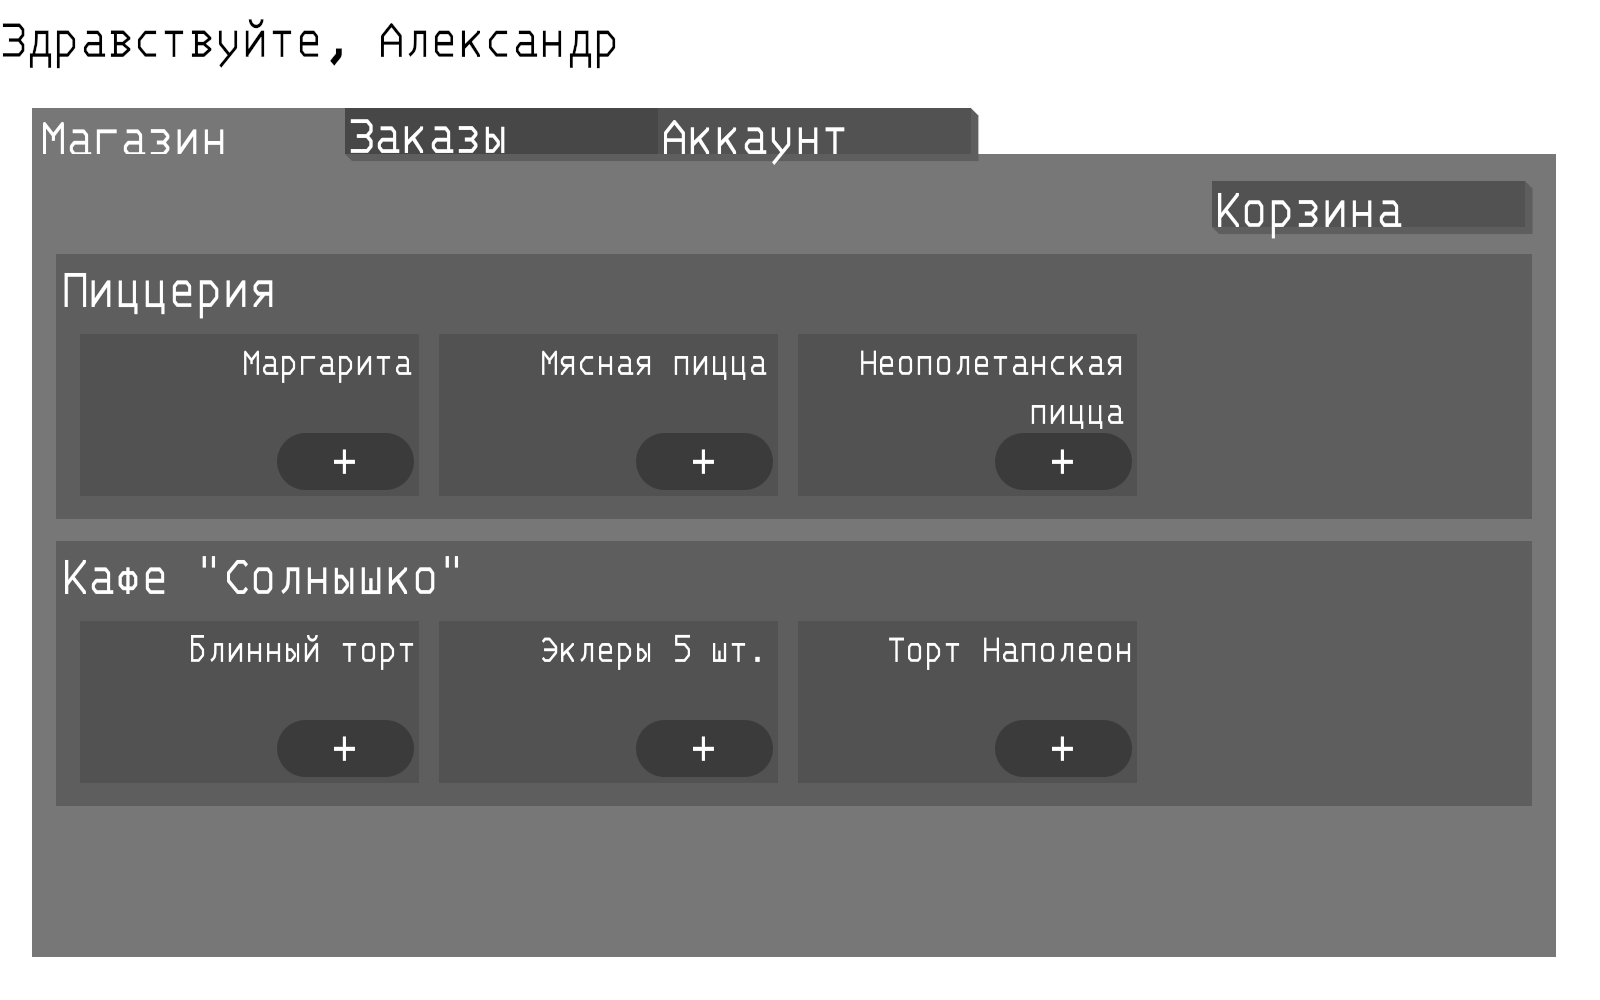 Здравствуйте, Александр
Магазин
Заказы
Аккаунт
Корзина
Пиццерия
Маргарита
+
Мясная пицца
+
Неополетанская
пицца
+
Кафе "Солнышко"
Блинный торт
+
Эклеры 5 шт.
+
Торт Наполеон
+